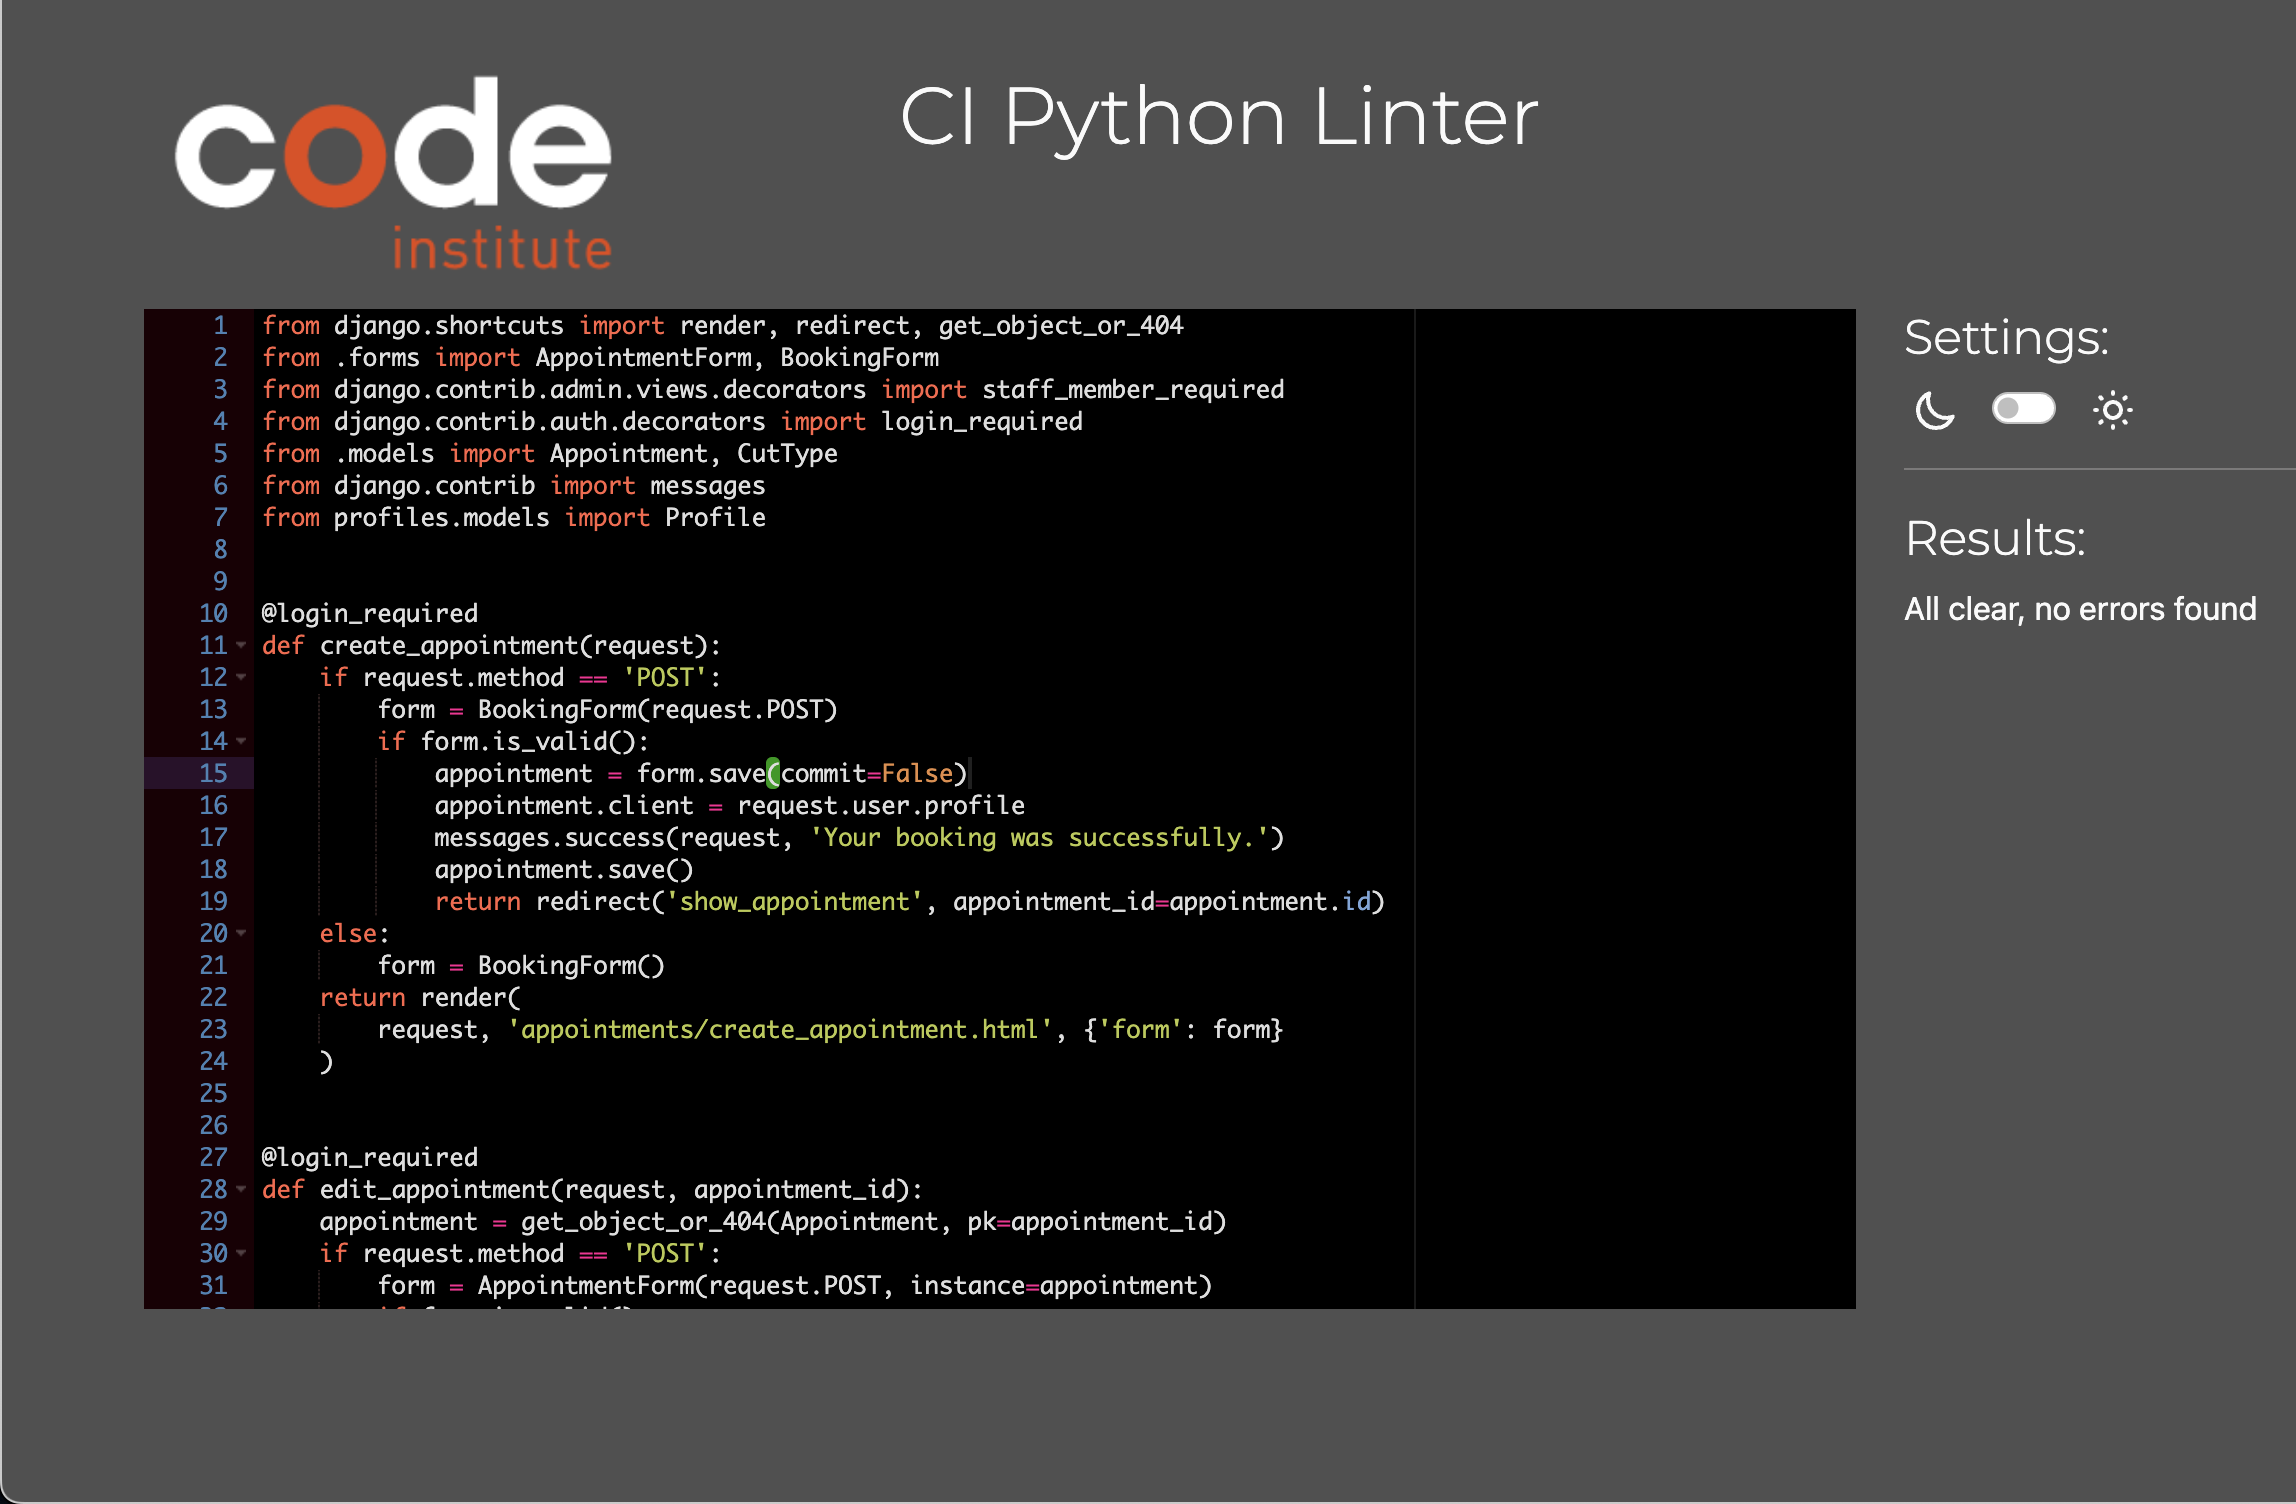 code
institute
CI Python Linter
1 from django.shortcuts import render, redirect, get_object_or_404
2 from .forms import AppointmentForm, BookingForm
3 from django.contrib.admin.views.decorators import staff_member_required
4 from django.contrib.auth.decorators import login_required
5 from .models import Appointment, CutType
6 from django.contrib import messages
7 from profiles.models import Profile
8
9
10 @login_required
11 def create_appointment(request):
12     if request.method == 'POST':
13         form = BookingForm(request.POST)
14         if form.is_valid():
15             appointment = form.save(commit=False)
16             appointment.client = request.user.profile
17             messages.success(request, 'Your booking was successfully.')
18             appointment.save()
19             return redirect('show_appointment', appointment_id=appointment.id)
20     else:
21         form = BookingForm()
22     return render(
23         request, 'appointments/create_appointment.html', {'form': form}
24     )
25
26
27 @login_required
28 def edit_appointment(request, appointment_id):
29     appointment = get_object_or_404(Appointment, pk=appointment_id)
30     if request.method == 'POST':
31         form = AppointmentForm(request.POST, instance=appointment)
Settings:
Results:
All clear, no errors found